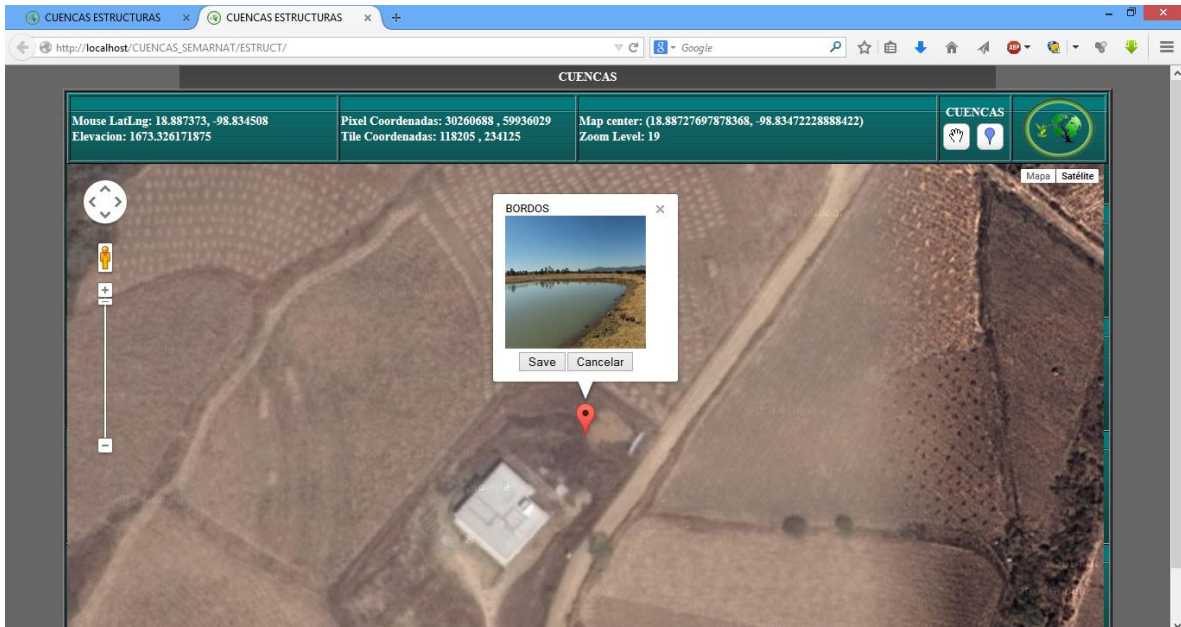 CUENCAS ESTRUCTURAS × CUENCAS ESTRUCTURAS × +
http://localhost/CUENCAS_SEMARNAT/ESTRUCT/ Google ABP
CUENCAS
Mouse LatLng: 18.887373, -98.834508
Elevacion: 1673.326171875
Pixel Coordenadas: 30260688 , 59936029
Tile Coordenadas: 118205 , 234125
Map center: (18.88727697878368, -98.83472228888422)
Zoom Level: 19
CUENCAS
Mapa Satélite
BORDOS ×
Save Cancelar